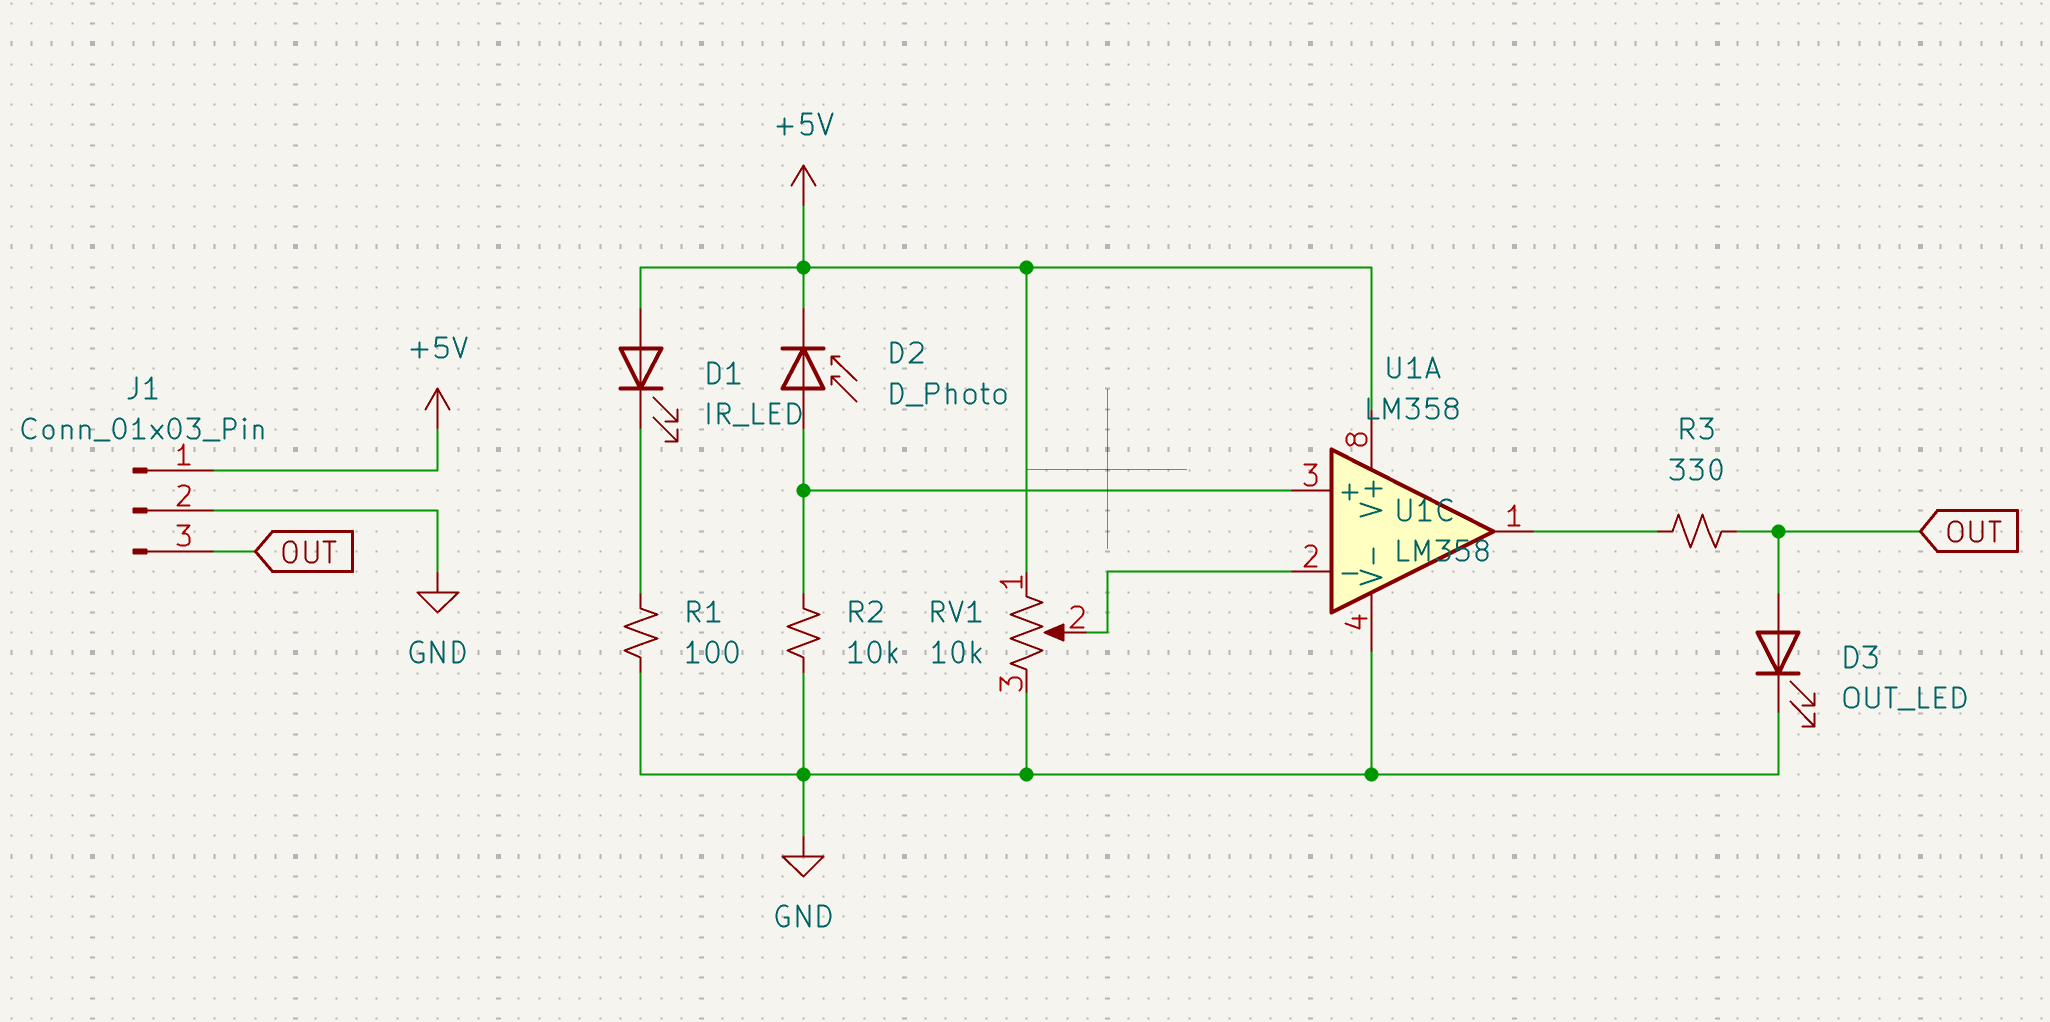 +5V
+5V
J1
Conn_01x03_Pin
1
2
3
OUT
GND
D1
IR_LED
D2
D_Photo
R1
100
R2
10k
RV1
10k
1
2
3
GND
U1A
LM358
8
3
+
V+
U1C
LM358
2
−
V−
4
1
R3
330
OUT
D3
OUT_LED